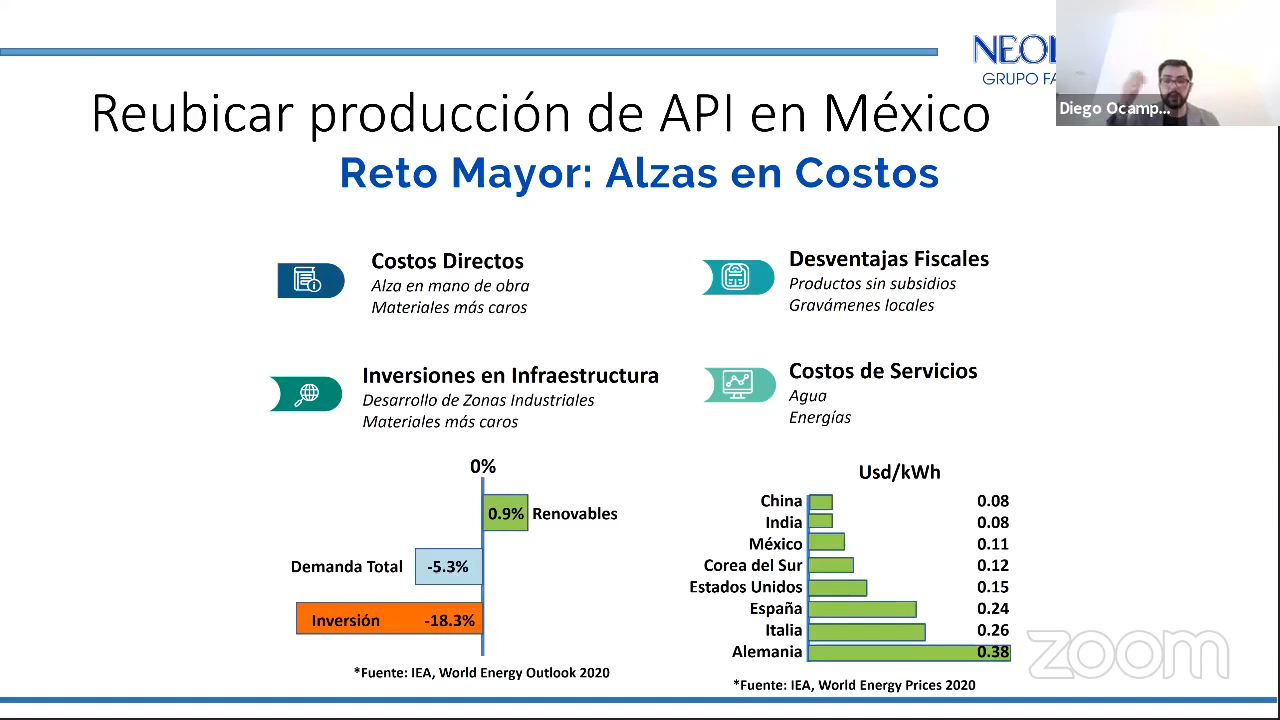 Diego Ocamp...
Reubicar producción de API en México
Reto Mayor: Alzas en Costos
Costos Directos
Alza en mano de obra
Materiales más caros
Desventajas Fiscales
Productos sin subsidios
Gravámenes locales
Inversiones en Infraestructura
Desarrollo de Zonas Industriales
Materiales más caros
Costos de Servicios
Agua
Energías
0%
0.9% Renovables
Demanda Total -5.3%
Inversión -18.3%
*Fuente: IEA, World Energy Outlook 2020
Usd/kWh
China 0.08
India 0.08
México 0.11
Corea del Sur 0.12
Estados Unidos 0.15
España 0.24
Italia 0.26
Alemania 0.38
*Fuente: IEA, World Energy Prices 2020
zoom